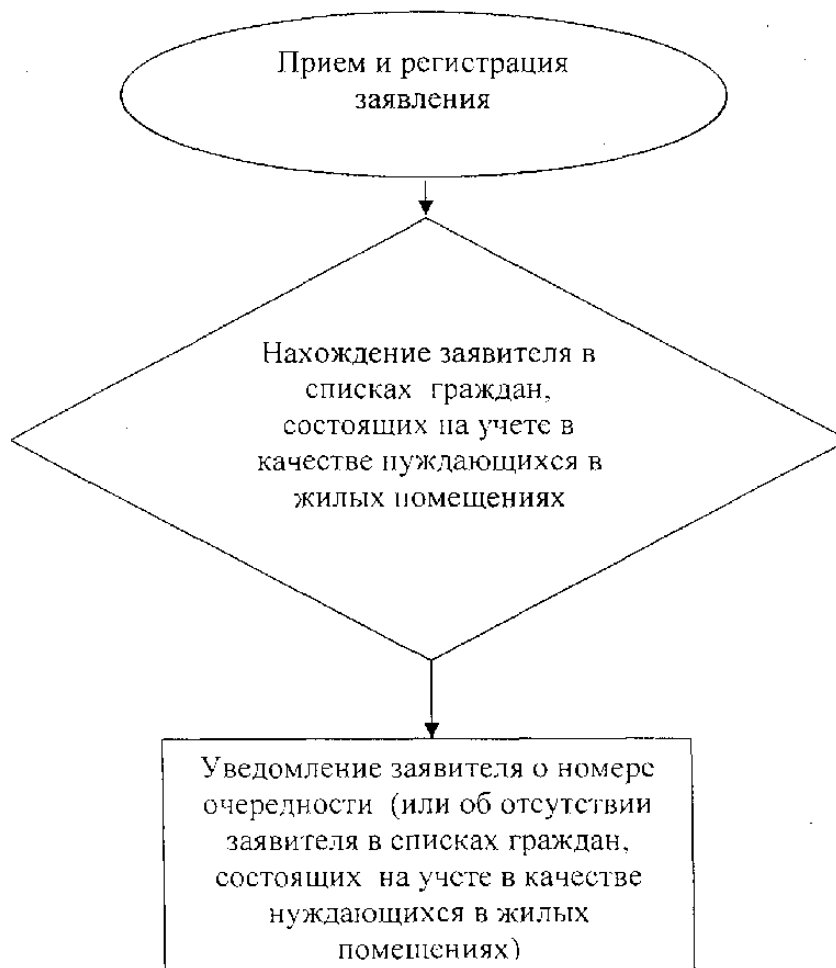 Прием и регистрация
заявления
Нахождение заявителя в
списках граждан,
состоящих на учете в
качестве нуждающихся в
жилых помещениях
Уведомление заявителя о номере
очередности (или об отсутствии
заявителя в списках граждан,
состоящих на учете в качестве
нуждающихся в жилых
помещениях)